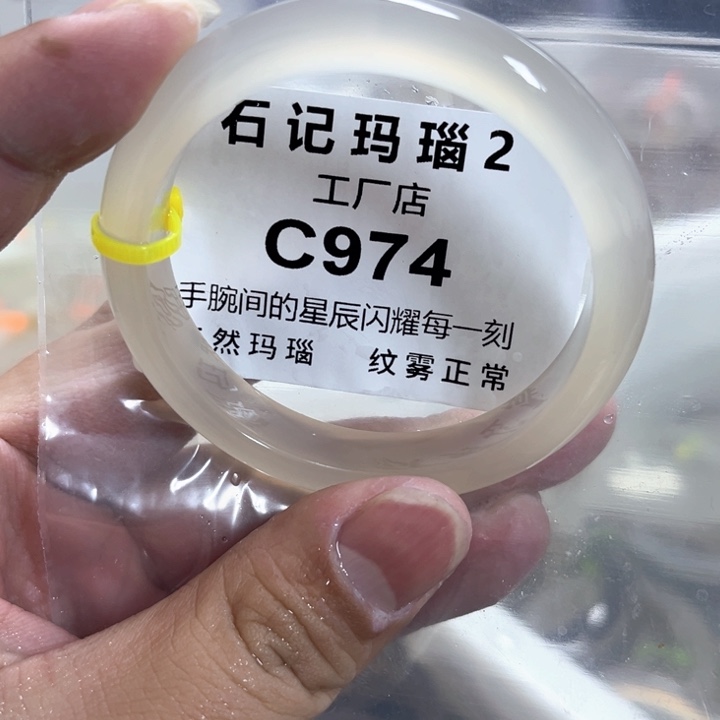 石记玛瑙2
工厂店
C974
手腕间的星辰闪耀每一刻
然玛瑙 纹雾正常